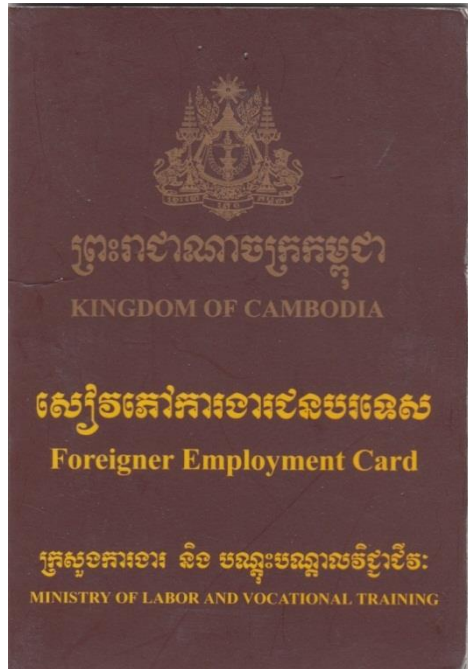 ព្រះរាជាណាចក្រកម្ពុជា
KINGDOM OF CAMBODIA
សៀវភៅការងារជនបរទេស
Foreigner Employment Card
ក្រសួងការងារ និង បណ្តុះបណ្តាលវិជ្ជាជីវៈ
MINISTRY OF LABOR AND VOCATIONAL TRAINING